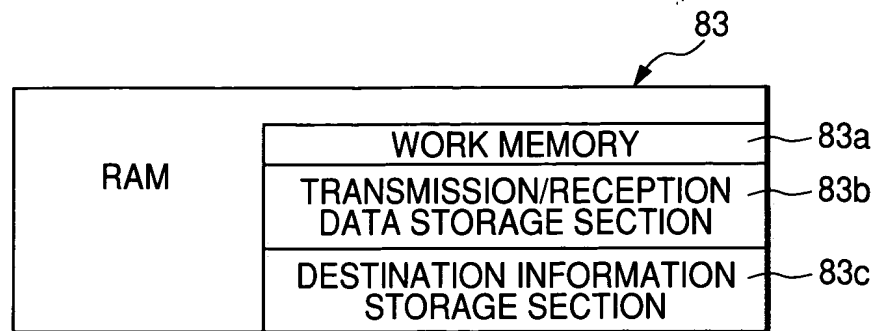 83
WORK MEMORY
83a
RAM
TRANSMISSION/RECEPTION
DATA STORAGE SECTION
83b
DESTINATION INFORMATION
STORAGE SECTION
83c